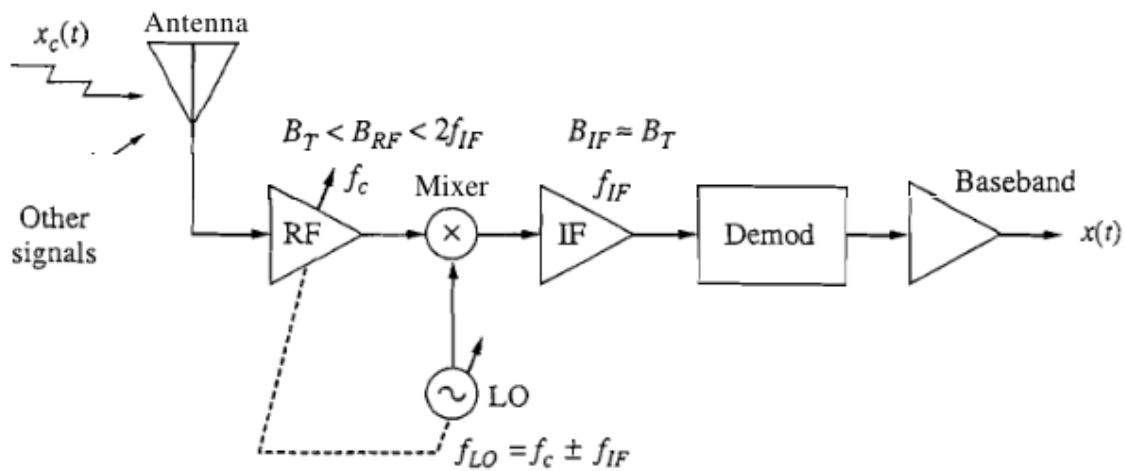 x_c(t)
Antenna
B_T < B_RF < 2f_IF
B_IF ≈ B_T
f_c
Mixer
f_IF
Baseband
Other
signals
RF
×
IF
Demod
x(t)
~
LO
f_LO = f_c ± f_IF